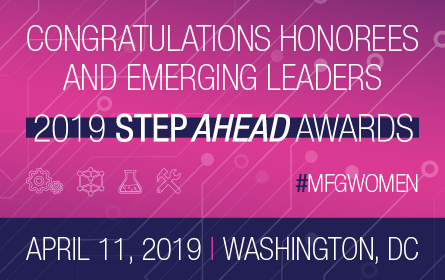 CONGRATULATIONS HONOREES
AND EMERGING LEADERS
2019 STEP AHEAD AWARDS
#MFGWOMEN
APRIL 11, 2019 | WASHINGTON, DC